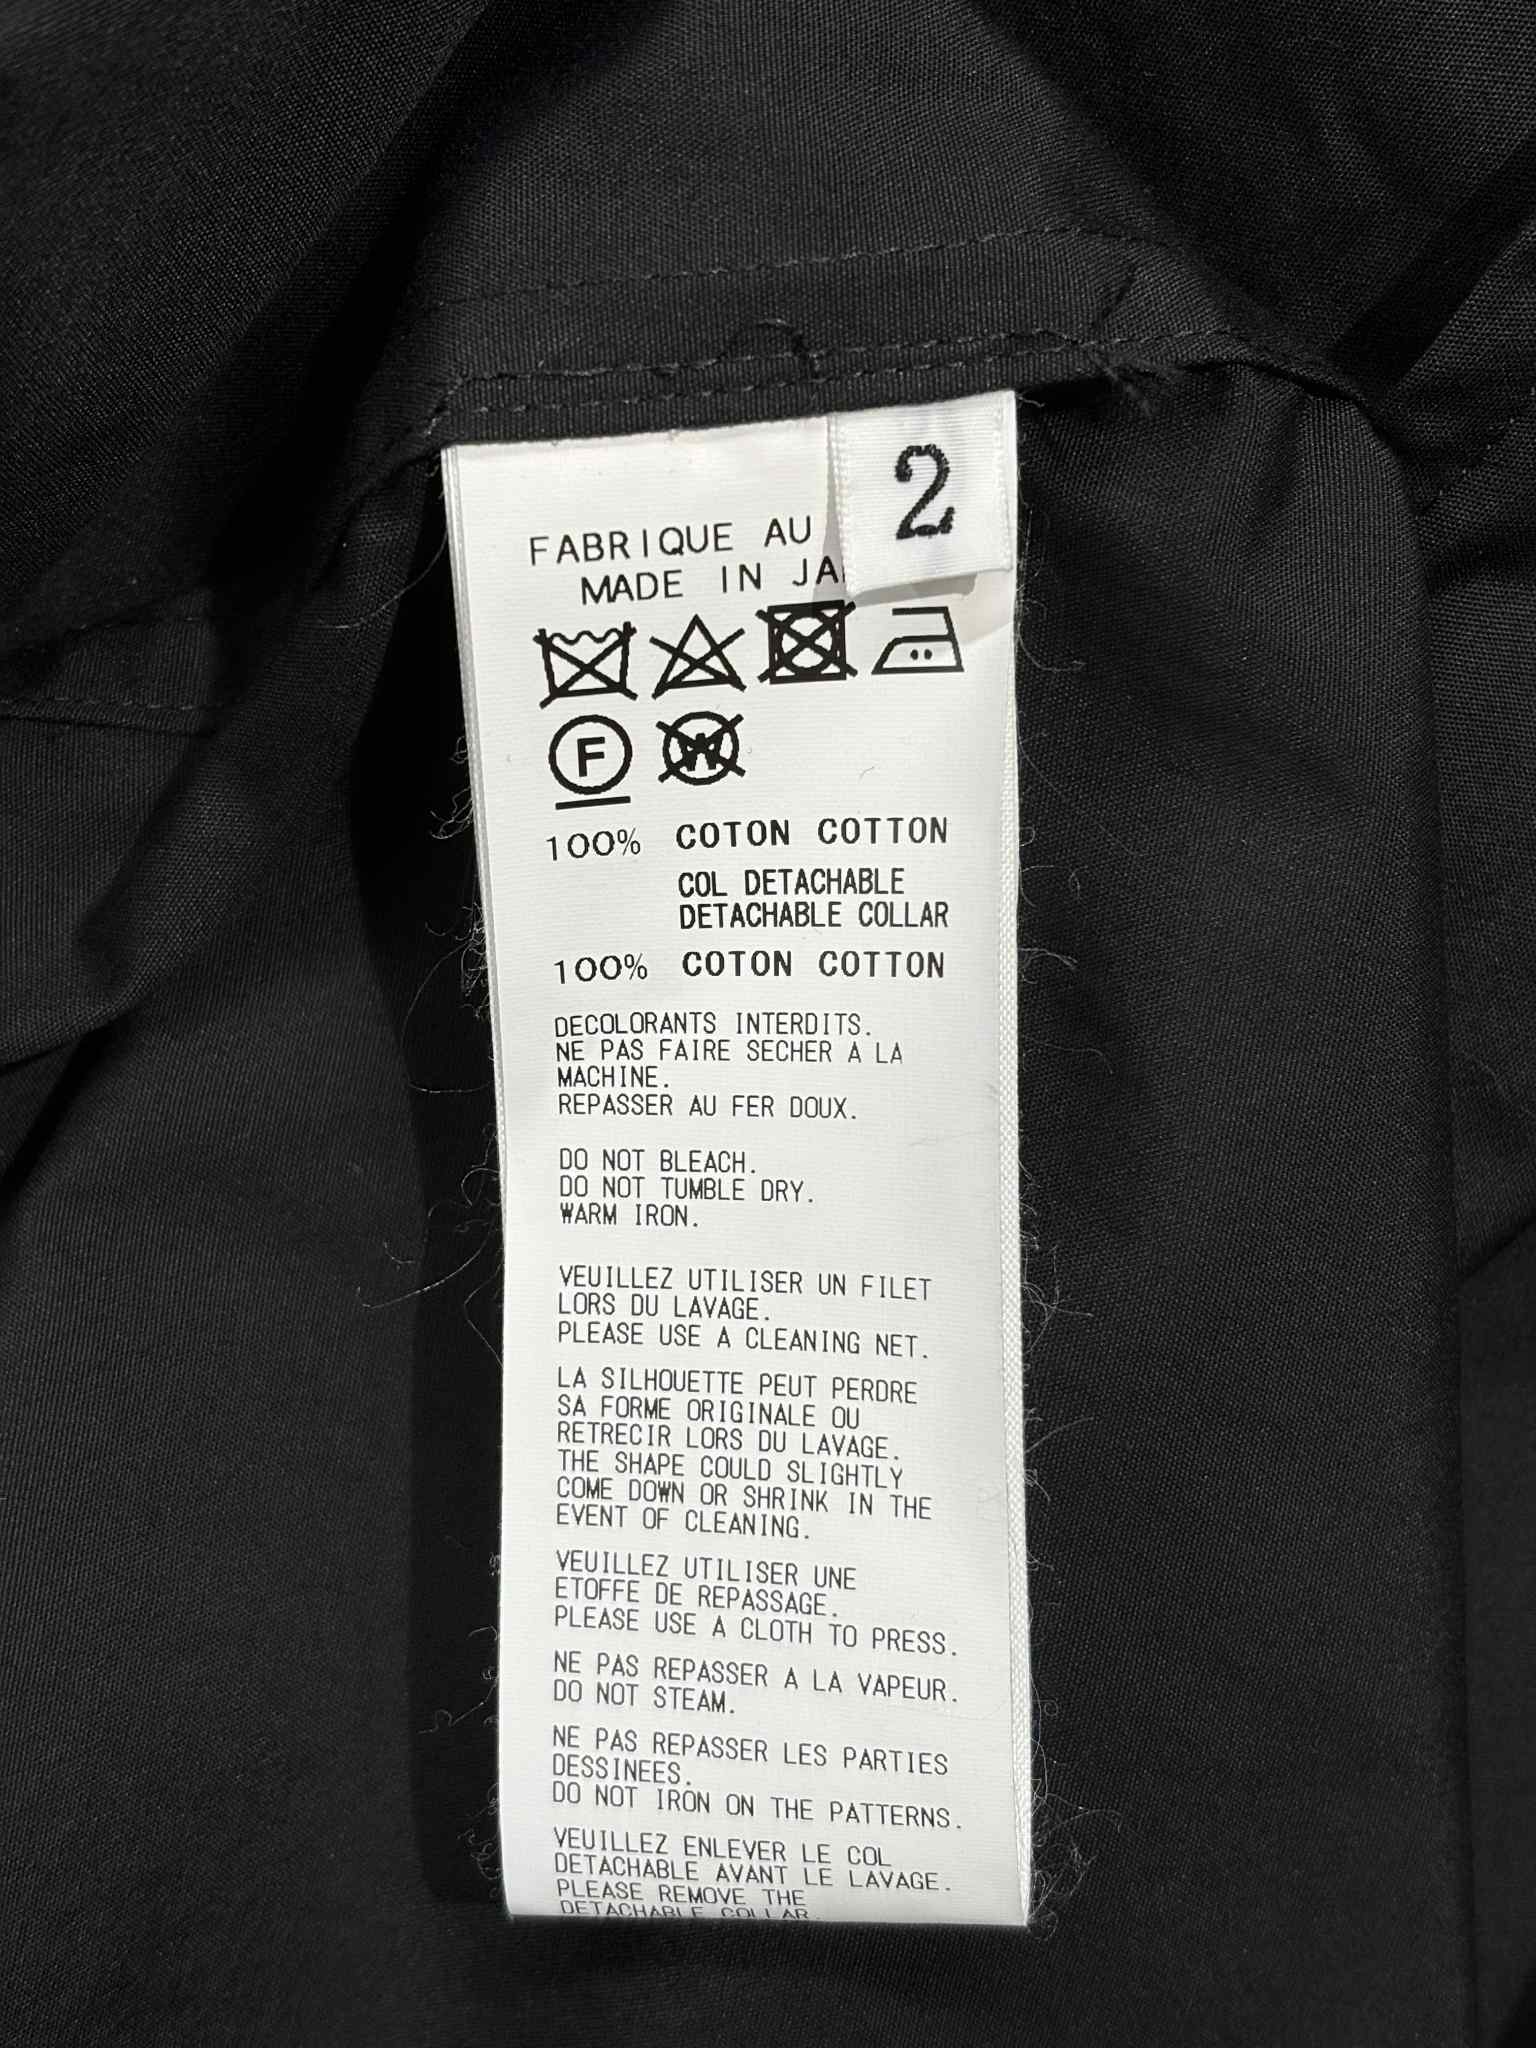 2
FABRIQUE AU
MADE IN
F
W
100% COTON COTTON
COL DETACHABLE
DETACHABLE COLLAR
100% COTON COTTON
DECOLORANTS INTERDITS.
NE PAS FAIRE SECHER A LA
MACHINE.
REPASSER AU FER DOUX.
DO NOT BLEACH.
DO NOT TUMBLE DRY.
WARM IRON.
VEUILLEZ UTILISER UN FILET
LORS DU LAVAGE.
PLEASE USE A CLEANING NET.
LA SILHOUETTE PEUT PERDRE
SA FORME ORIGINALE OU
RETRECIR LORS DU LAVAGE.
THE SHAPE COULD SLIGHTLY
COME DOWN OR SHRINK IN THE
EVENT OF CLEANING.
VEUILLEZ UTILISER UNE
ETOFFE DE REPASSAGE.
PLEASE USE A CLOTH TO PRESS.
NE PAS REPASSER A LA VAPEUR.
DO NOT STEAM.
NE PAS REPASSER LES PARTIES
DESSINEES.
DO NOT IRON ON THE PATTERNS.
VEUILLEZ ENLEVER LE COL
DETACHABLE AVANT LE LAVAGE.
PLEASE REMOVE THE
DETACHABLE COLLAR.